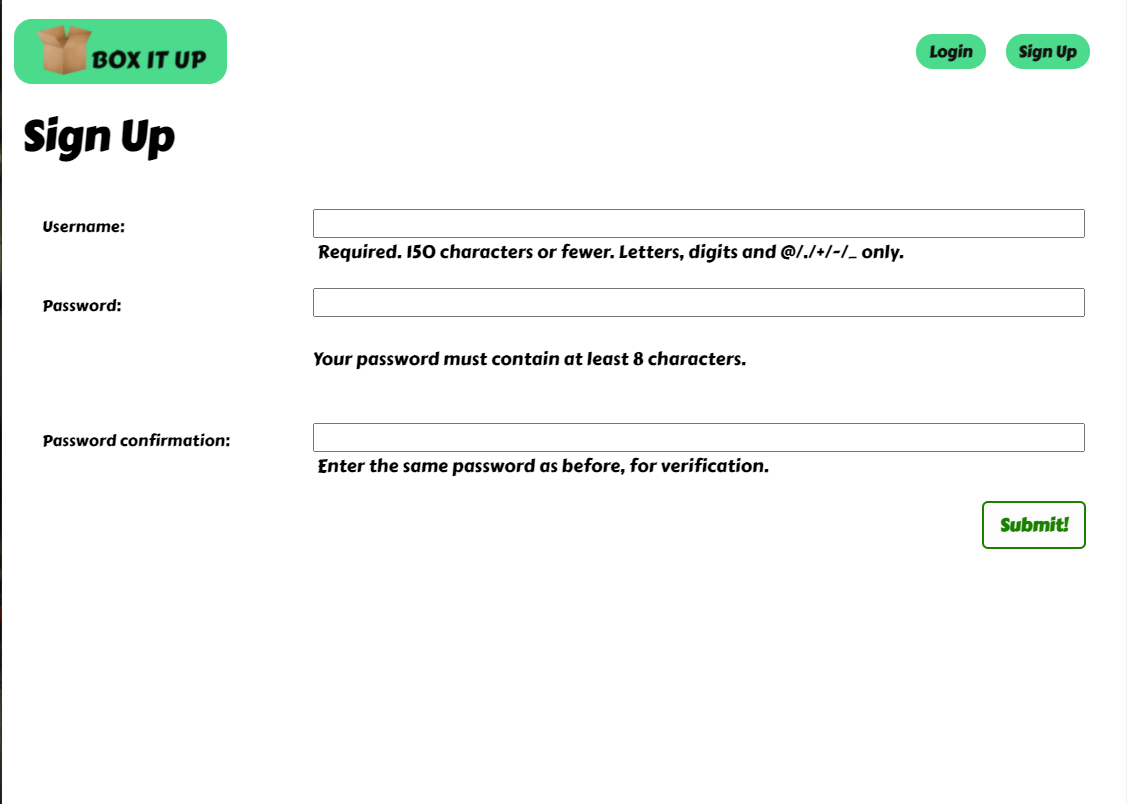 BOX IT UP
Login
Sign Up
Sign Up
Username:
Required. 150 characters or fewer. Letters, digits and @/./+/-/_ only.
Password:
Your password must contain at least 8 characters.
Password confirmation:
Enter the same password as before, for verification.
Submit!